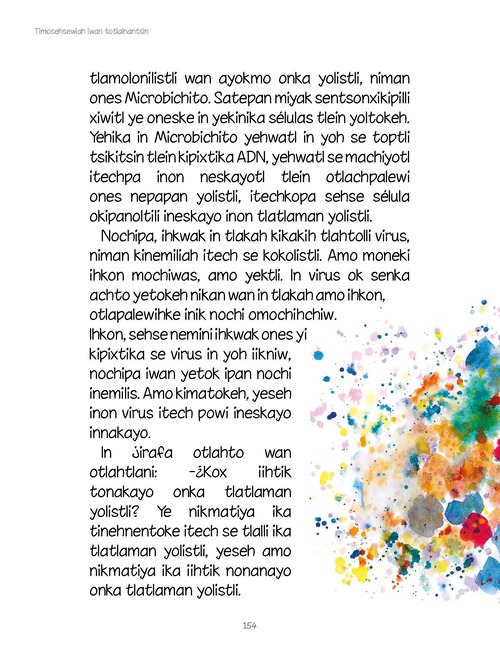 Timosehsewiah iwan totlalnantsin
tlamolonilistli wan ayokmo onka yolistli, niman
ones Microbichito. Satepan miyak sentsonxikipilli
xiwitl ye oneske in yekinika sélulas tlein yoltokeh.
Yehika in Microbichito yehwatl in yoh se toptli
tsikitsin tlein kipixtika ADN, yehwatl se machiyotl
itechpa inon neskayotl tlein otlachpalewi
ones nepapan yolistli, itechkopa sehse sélula
okipanoltili ineskayo inon tlatlaman yolistli.
Nochipa, ihkwak in tlakah kikakih tlahtolli virus,
niman kinemiliah itech se kokolistli. Amo moneki
ihkon mochiwas, amo yektli. In virus ok senka
achto yetokeh nikan wan in tlakah amo ihkon,
otlapalewihke inik nochi omochihchiw.
Ihkon, sehse nemini ihkwak ones yi
kipixtika se virus in yoh iikniw,
nochipa iwan yetok ipan nochi
inemilis. Amo kimatokeh, yeseh
inon virus itech powi ineskayo
innakayo.
In jirafa otlahto wan
otlahtlani: -¿Kox iihtik
tonakayo onka tlatlaman
yolistli? Ye nikmatiya ika
tinehnentoke itech se tlalli ika
tlatlaman yolistli, yeseh amo
nikmatiya ika iihtik nonanayo
onka tlatlaman yolistli.
154